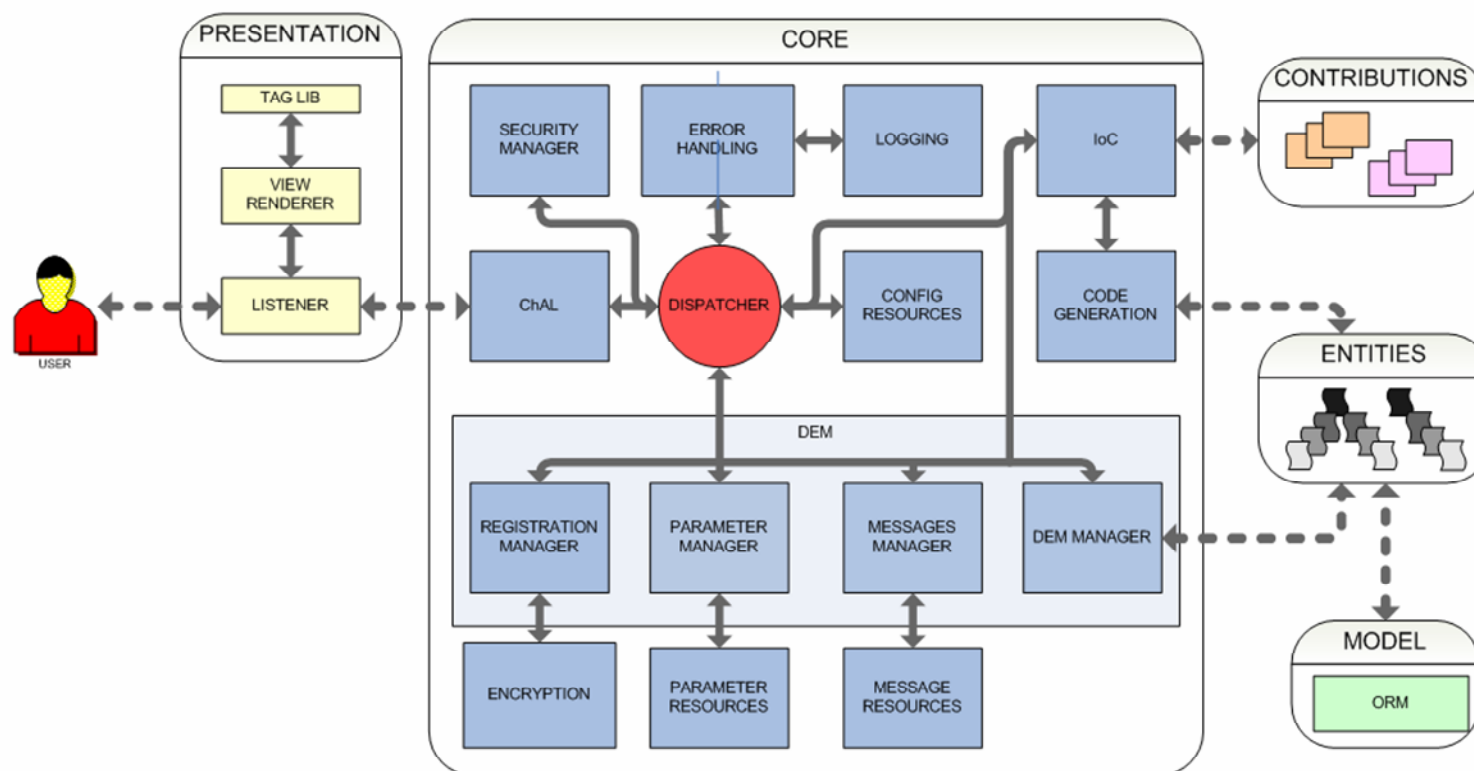 PRESENTATION
TAG LIB
VIEW
RENDERER
LISTENER
USER
CORE
SECURITY
MANAGER
ERROR
HANDLING
LOGGING
IoC
ChAL
DISPATCHER
CONFIG
RESOURCES
CODE
GENERATION
DEM
REGISTRATION
MANAGER
PARAMETER
MANAGER
MESSAGES
MANAGER
DEM MANAGER
ENCRYPTION
PARAMETER
RESOURCES
MESSAGE
RESOURCES
CONTRIBUTIONS
ENTITIES
MODEL
ORM